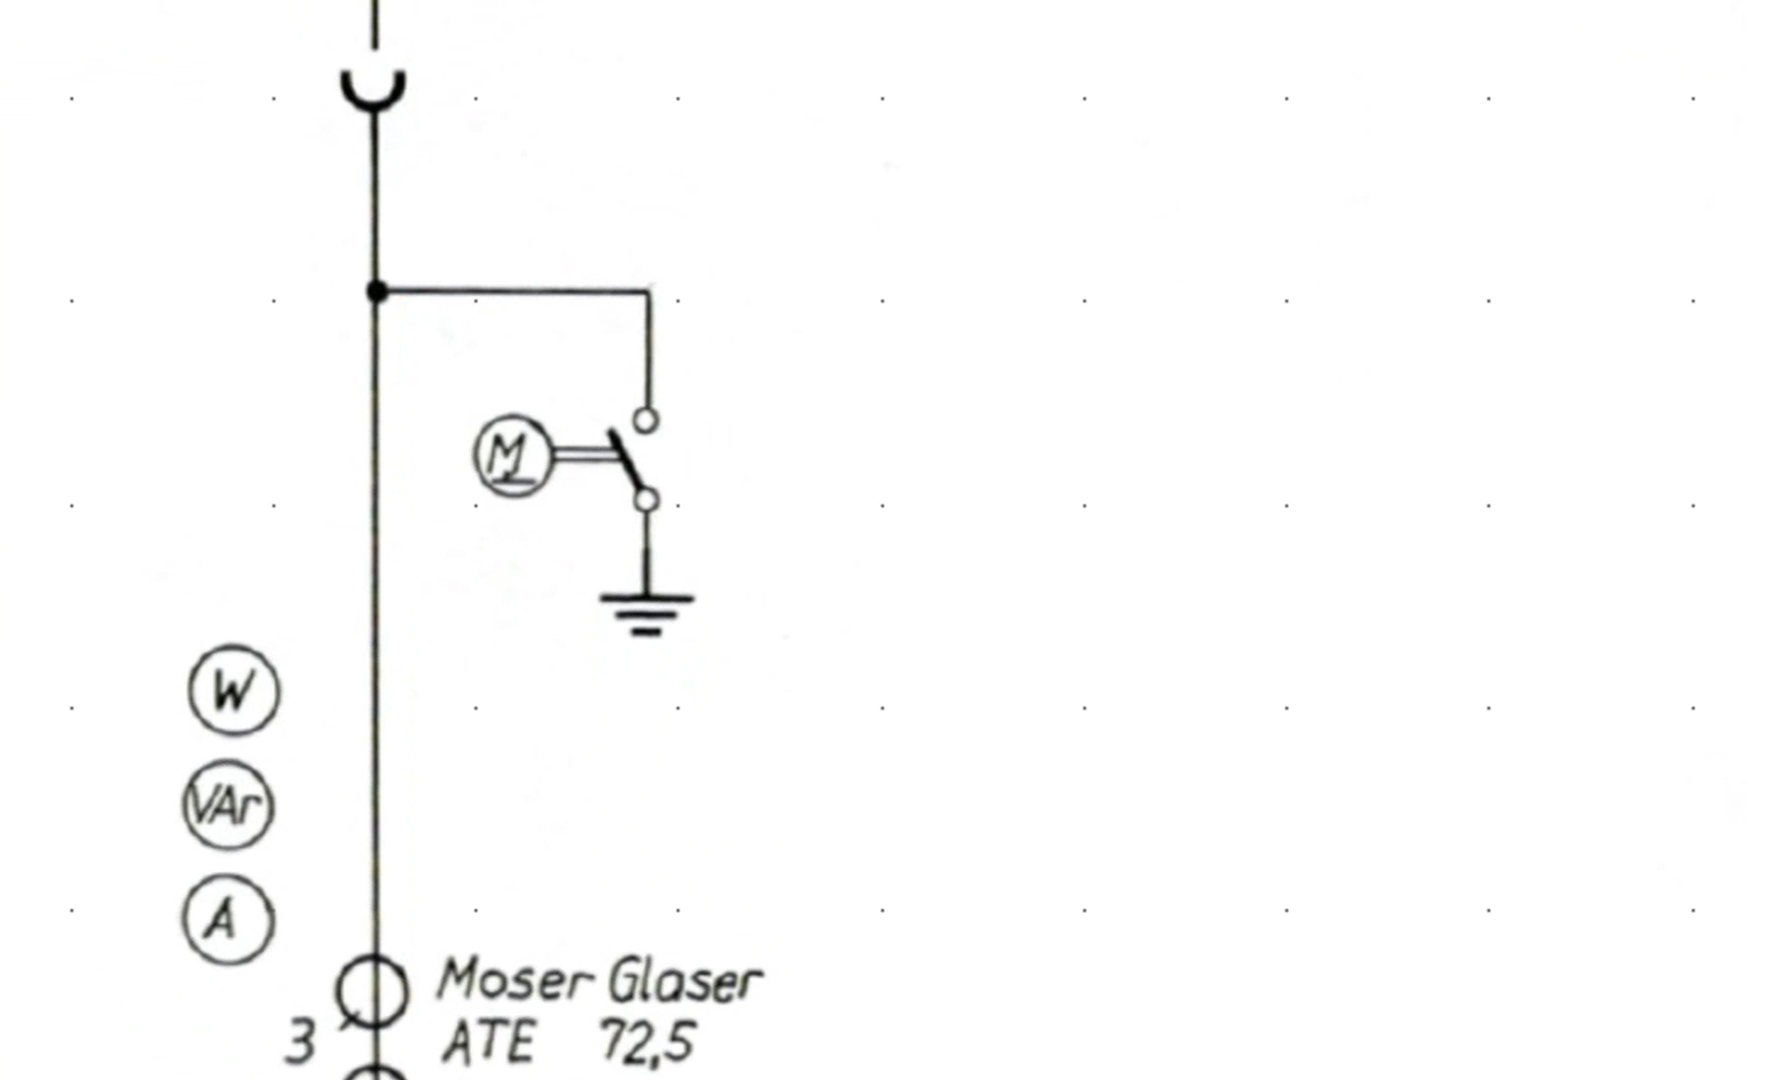 M
W
VAr
A
Moser Glaser
3 ATE 72,5